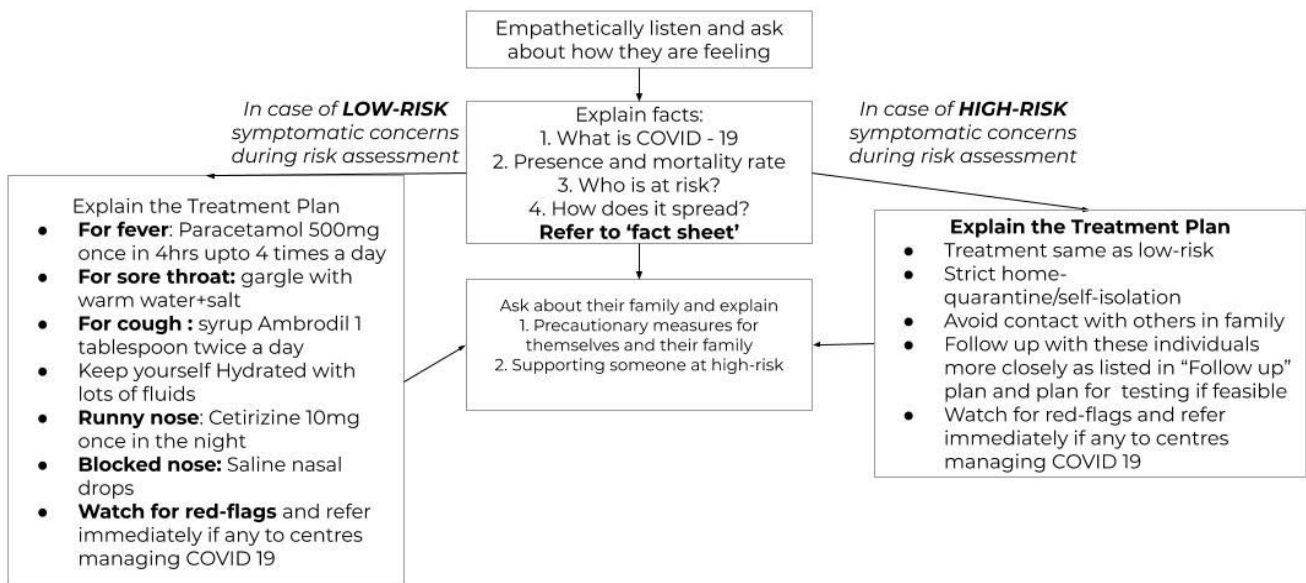 Empathetically listen and ask
about how they are feeling
In case of LOW-RISK
symptomatic concerns
during risk assessment
Explain facts:
1. What is COVID - 19
2. Presence and mortality rate
3. Who is at risk?
4. How does it spread?
Refer to ‘fact sheet’
In case of HIGH-RISK
symptomatic concerns
during risk assessment
Explain the Treatment Plan
● For fever: Paracetamol 500mg
once in 4hrs upto 4 times a day
● For sore throat: gargle with
warm water+salt
● For cough : syrup Ambrodil 1
tablespoon twice a day
● Keep yourself Hydrated with
lots of fluids
● Runny nose: Cetirizine 10mg
once in the night
● Blocked nose: Saline nasal
drops
● Watch for red-flags and refer
immediately if any to centres
managing COVID 19
Ask about their family and explain
1. Precautionary measures for
themselves and their family
2. Supporting someone at high-risk
Explain the Treatment Plan
● Treatment same as low-risk
● Strict home-
quarantine/self-isolation
● Avoid contact with others in family
● Follow up with these individuals
more closely as listed in “Follow up”
plan and plan for testing if feasible
● Watch for red-flags and refer
immediately if any to centres
managing COVID 19